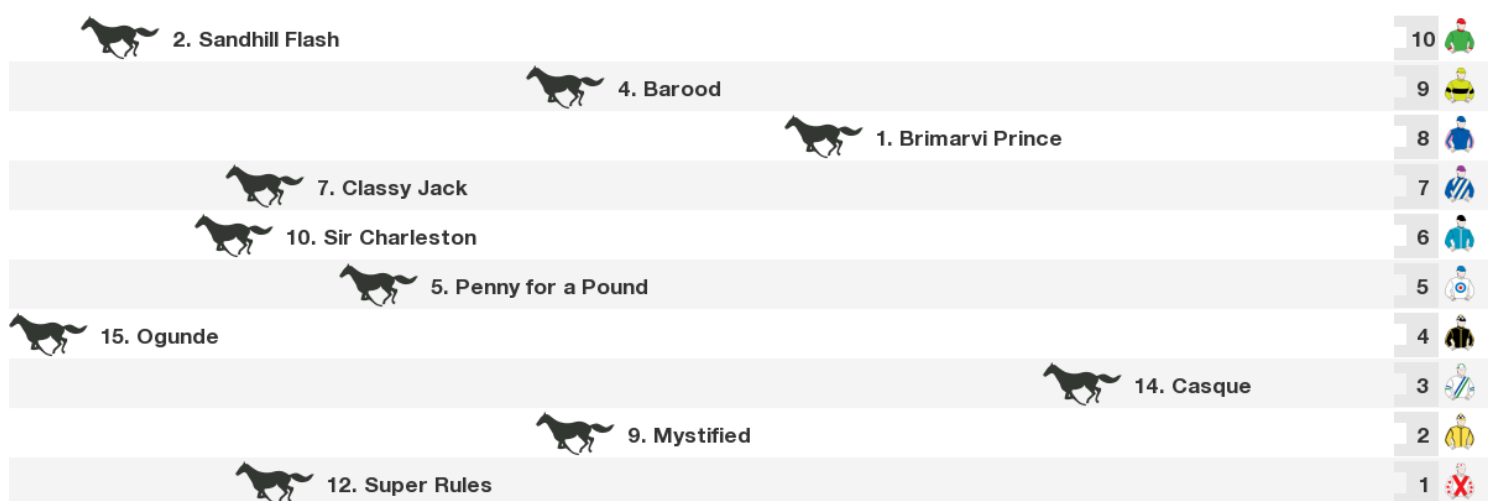 2. Sandhill Flash 10
4. Barood 9
1. Brimarvi Prince 8
7. Classy Jack 7
10. Sir Charleston 6
5. Penny for a Pound 5
15. Ogunde 4
14. Casque 3
9. Mystified 2
12. Super Rules 1